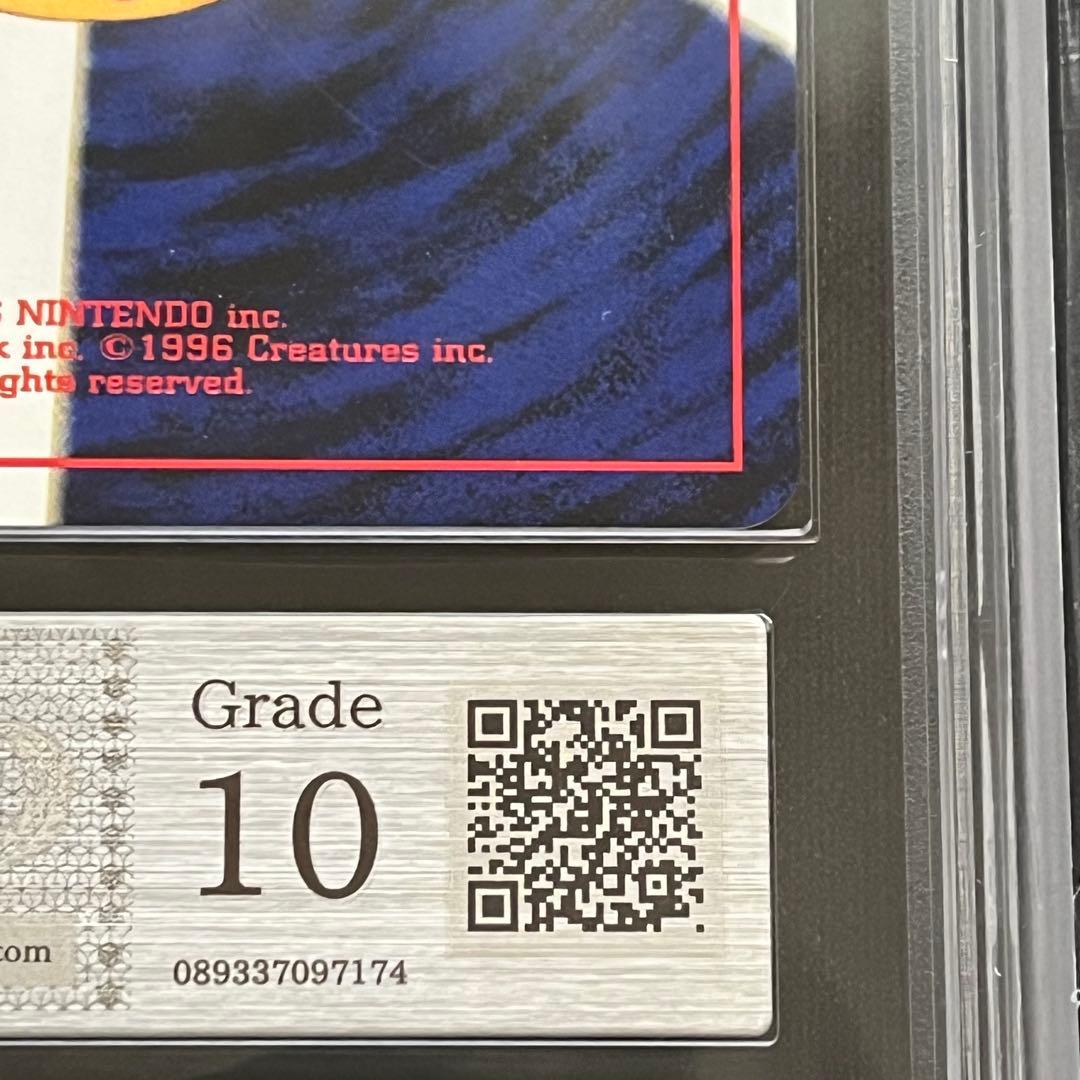 NINTENDO inc.
inc. ©1996 Creatures inc.
reserved.
Grade
10
com
089337097174